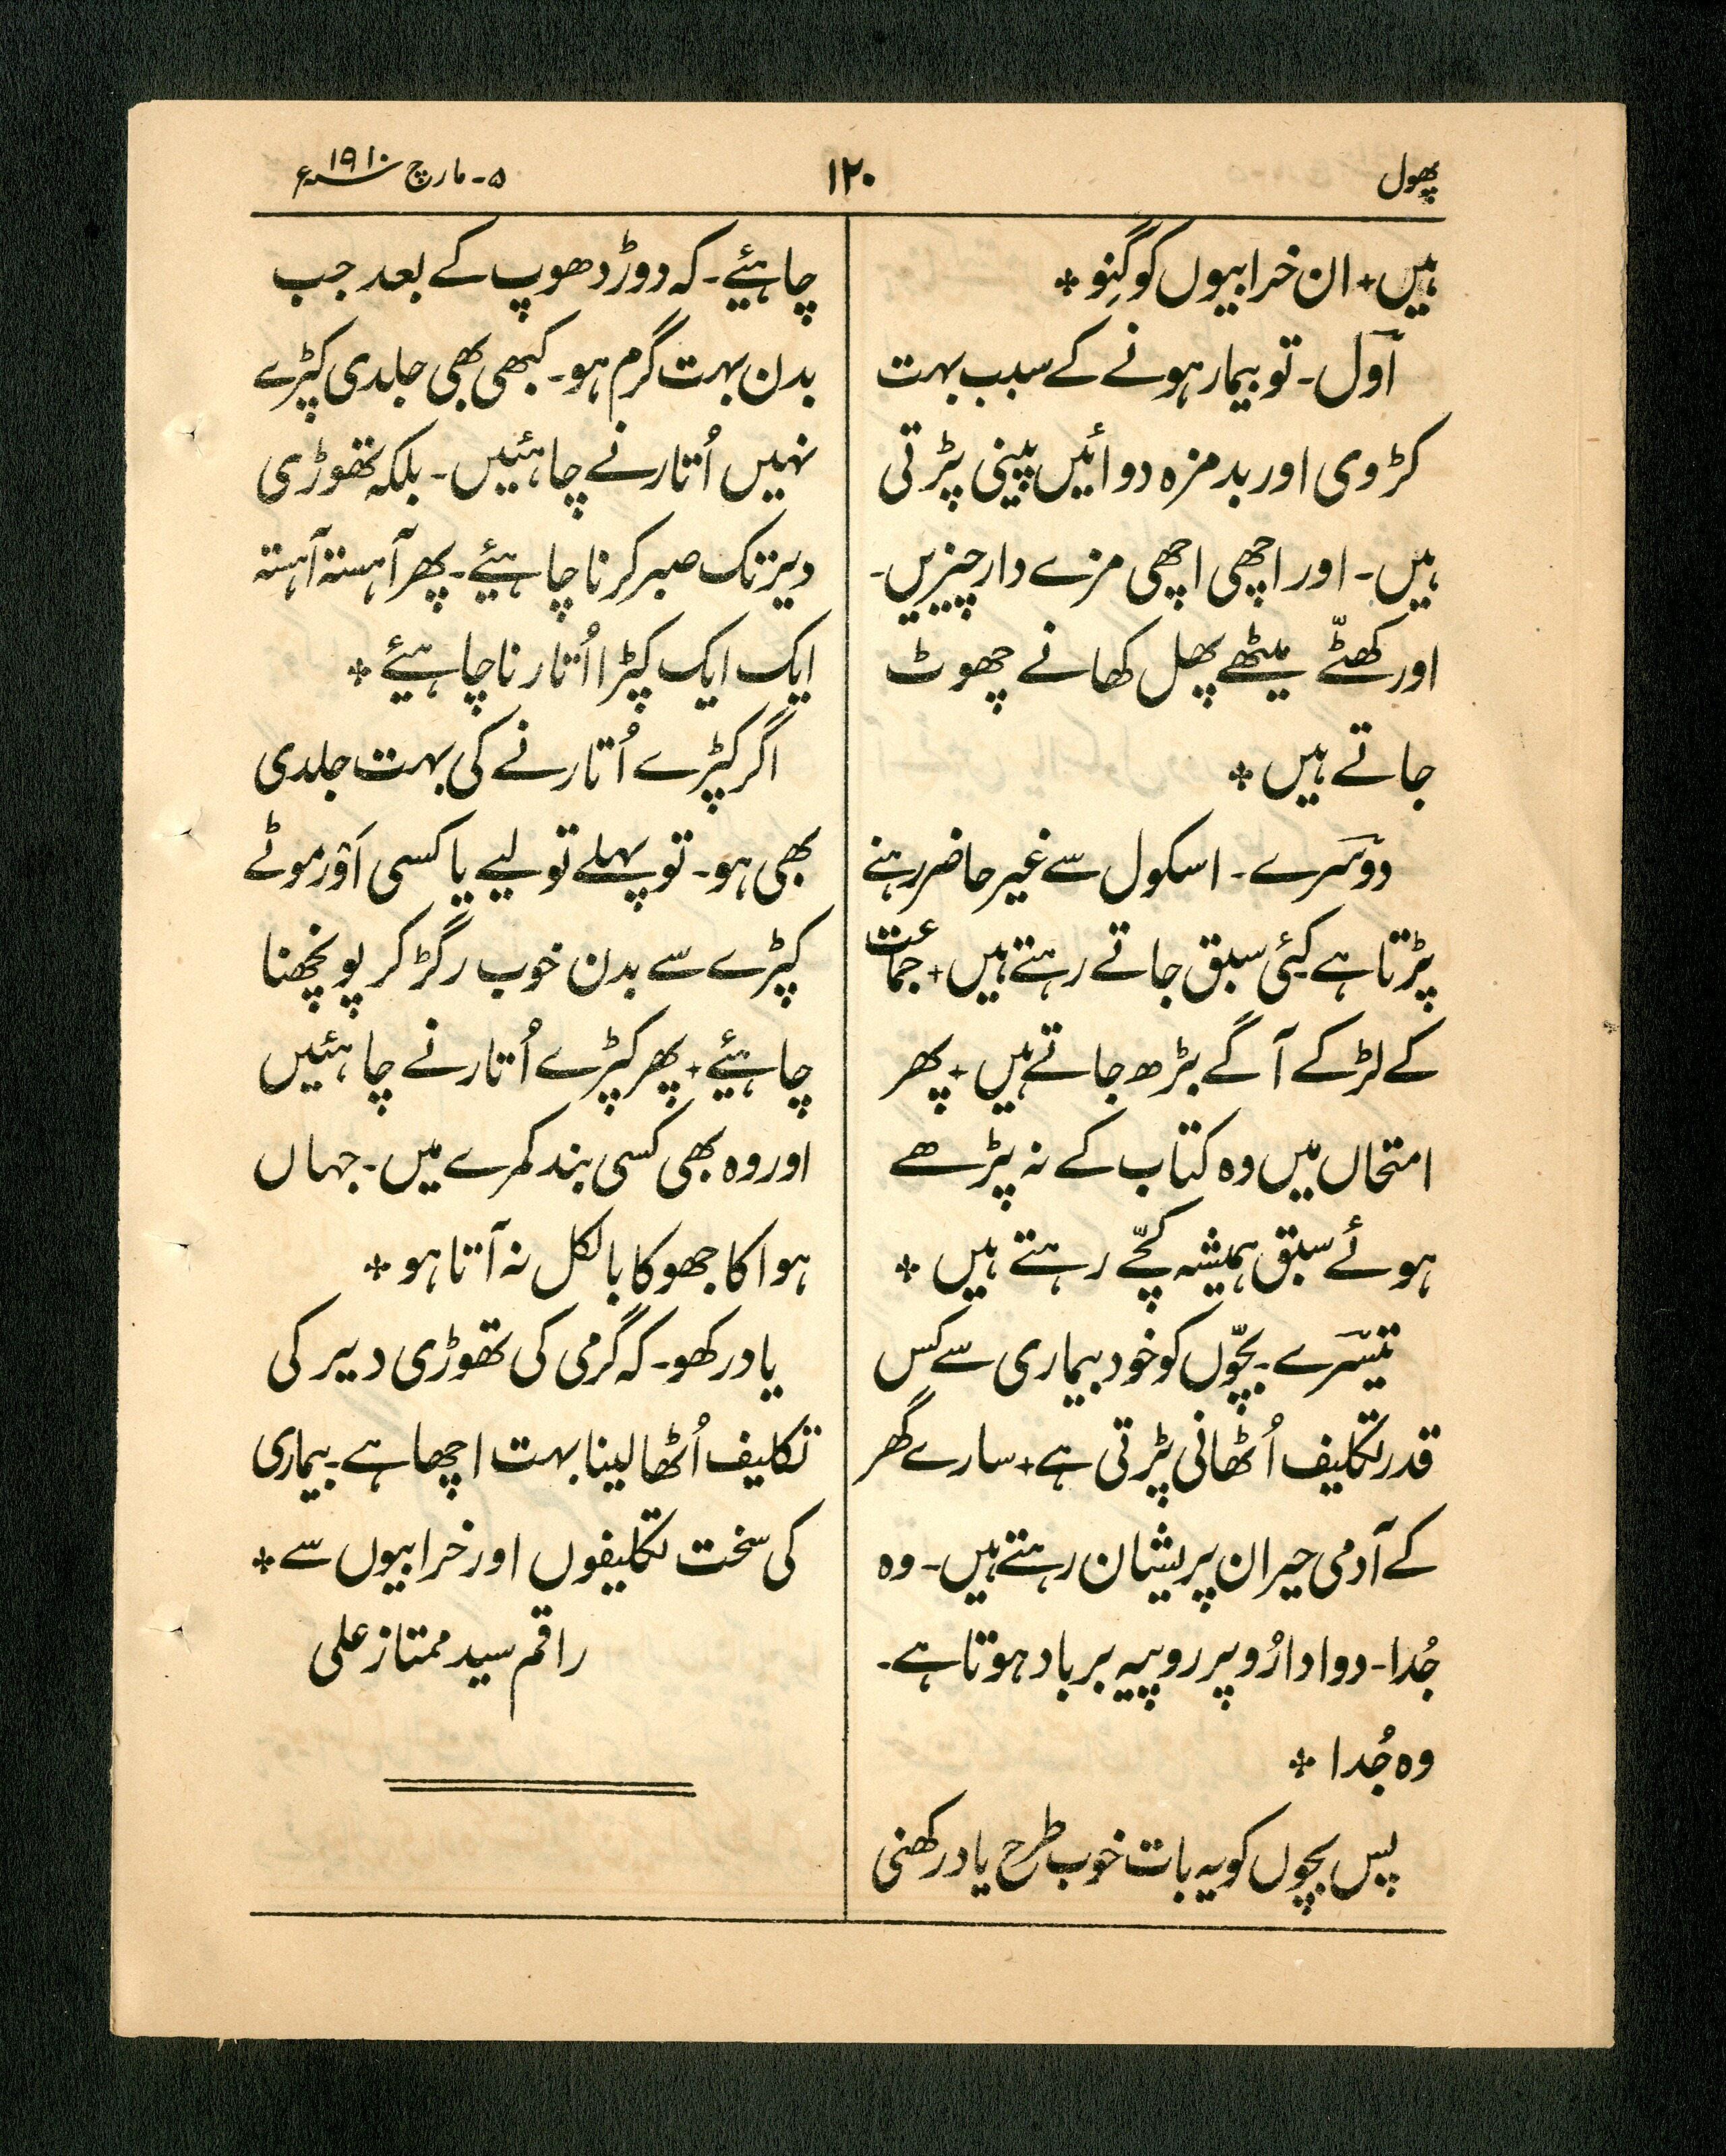 پھول
۱۲۰
۵۔ مارچ ۱۹۱۰ء
ہیں + ان خرابیوں کو گِنو ٭
اوّل۔ تو بیمار ہونے کے سبب بہت
کڑوی اور بدمزہ دوائیں پینی پڑتی
ہیں۔ اور اچھی اچھی مزے دار چیزیں۔
اور کھٹّے میٹھے پھل کھانے چھوٹ
جاتے ہیں ٭
دوسرے۔ اسکول سے غیر حاضر رہنے
پڑتا ہے کئی سبق جاتے رہتے ہیں + جماعت
کے لڑکے آگے بڑھ جاتے ہیں + پھر
امتحاں میں وہ کتاب کے نہ پڑھے
ہوئے سبق ہمیشہ کچّے رہتے ہیں ٭
تیسرے۔ بچّوں کو خود بیماری سے کس
قدر تکلیف اُٹھانی پڑتی ہے + سارے گھر
کے آدمی حیران پریشان رہتے ہیں۔ وہ
جُدا۔ دوا دارُو پر روپیہ برباد ہوتا ہے۔
وہ جُدا ٭
پس بچوں کو یہ بات خوب طرح یاد رکھنی
چاہئیے۔ کہ دوڑ دھوپ کے بعد جب
بدن بہت گرم ہو۔ کبھی بھی جلدی کپڑے
نہیں اُتارنے چاہئیں۔ بلکہ تھوڑی
دیر تک صبر کرنا چاہئیے۔ پھر آہستہ آہستہ
ایک ایک کپڑا اُتارنا چاہئیے ٭
اگر کپڑے اُتارنے کی بہت جلدی
بھی ہو۔ تو پہلے تولیے یا کسی اَور موٹے
کپڑے سے بدن خوب رگڑ کر پونچھنا
چاہئیے + پھر کپڑے اُتارنے چاہئیں
اور وہ بھی کسی بند کمرے میں۔ جہاں
ہوا کا جھوکا بالکل نہ آتا ہو ٭
یاد رکھو۔ کہ گرمی کی تھوڑی دیر کی
تکلیف اُٹھا لینا بہت اچھا ہے۔ بیماری
کی سخت تکلیفوں اور خرابیوں سے ٭
راقم سید ممتاز علی